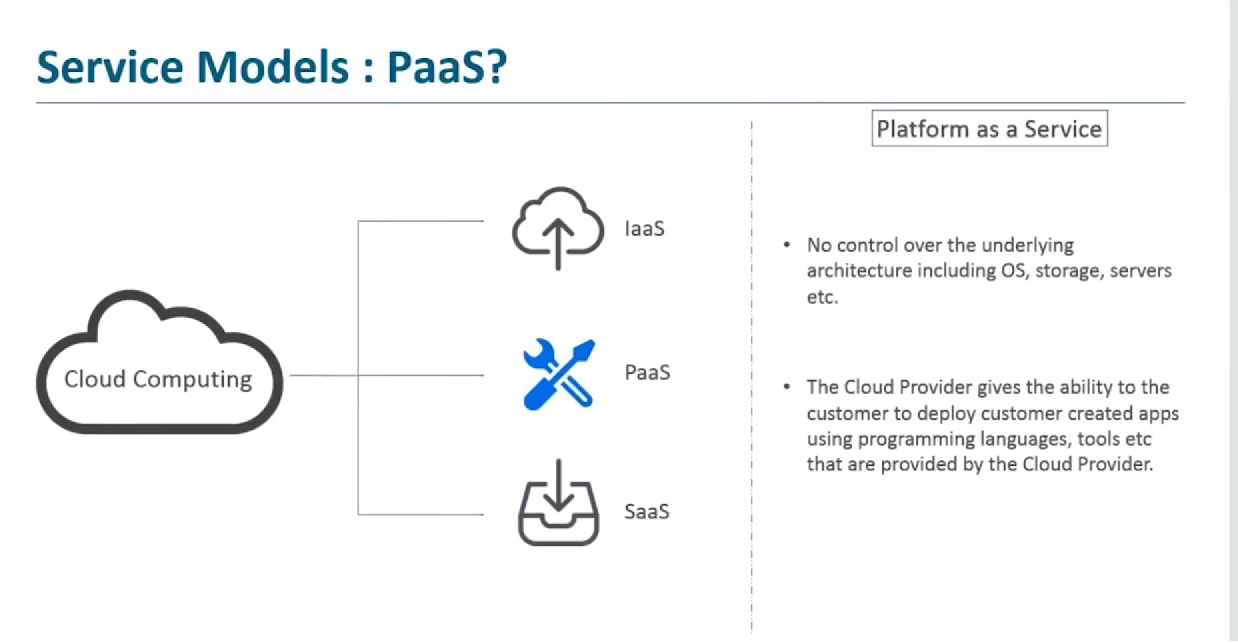 Service Models : PaaS?
Platform as a Service
IaaS
• No control over the underlying
architecture including OS, storage, servers
etc.
Cloud Computing
PaaS
• The Cloud Provider gives the ability to the
customer to deploy customer created apps
using programming languages, tools etc
that are provided by the Cloud Provider.
SaaS